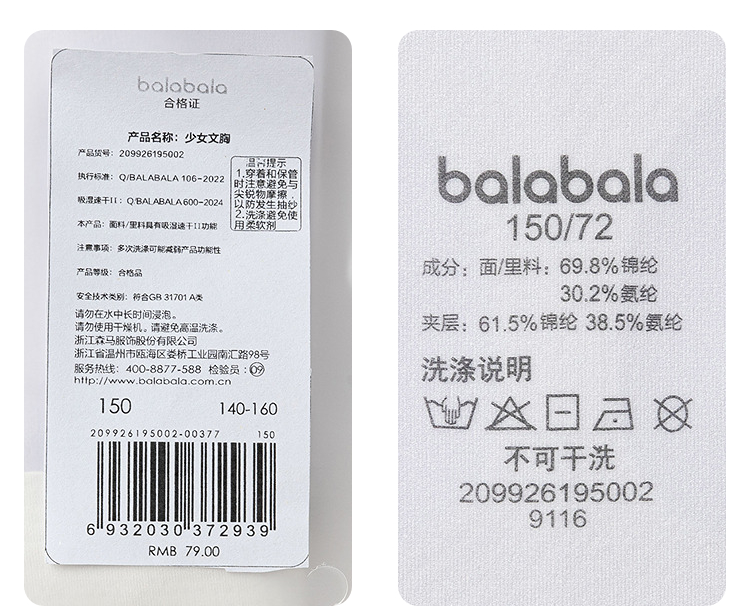 balabala
合格证
产品名称：少女文胸
产品货号：209926195002
执行标准：Q/BALABALA 106-2022
吸湿速干II：Q/BALABALA 600-2024
本产品：面料/里料具有吸湿速干II功能
注意事项：多次洗涤可能减弱产品功能性
产品等级：合格品
安全技术类别：符合GB 31701 A类
温馨提示
1.穿着和保管
时注意避免与
尖锐物摩擦，
以防发生抽纱
2.洗涤避免使
用柔软剂
请勿在水中长时间浸泡。
请勿使用干燥机。请避免高温洗涤。
浙江森马服饰股份有限公司
浙江省温州市瓯海区娄桥工业园南汇路98号
服务热线：400-8877-588 检验员：09
http://www.balabala.com.cn
150 140-160
209926195002-00377 150
6 932030 372939
RMB 79.00
balabala
150/72
成分：面/里料：69.8%锦纶
30.2%氨纶
夹层：61.5%锦纶 38.5%氨纶
洗涤说明
不可干洗
209926195002
9116